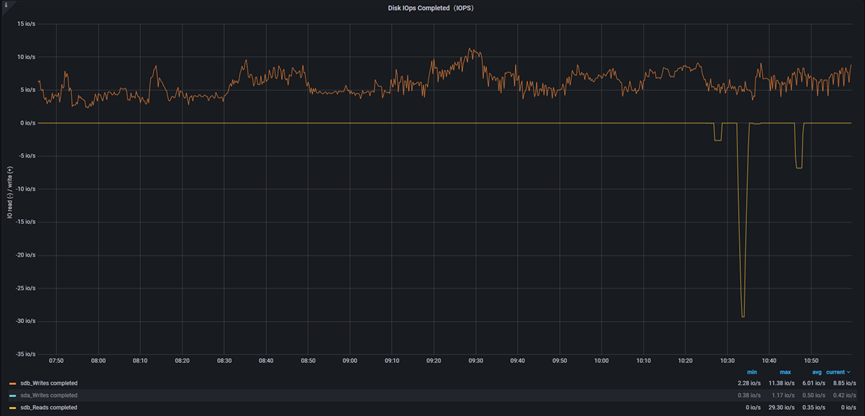 i
Disk IOps Completed（IOPS）
15 io/s
10 io/s
5 io/s
0 io/s
-5 io/s
-10 io/s
-15 io/s
-20 io/s
-25 io/s
-30 io/s
-35 io/s
IO read (-) / write (+)
07:50 08:00 08:10 08:20 08:30 08:40 08:50 09:00 09:10 09:20 09:30 09:40 09:50 10:00 10:10 10:20 10:30 10:40 10:50
min max avg current
sdb_Writes completed 2.28 io/s 11.38 io/s 6.01 io/s 8.85 io/s
sda_Writes completed 0.38 io/s 1.17 io/s 0.50 io/s 0.42 io/s
sdb_Reads completed 0 io/s 29.30 io/s 0.35 io/s 0 io/s